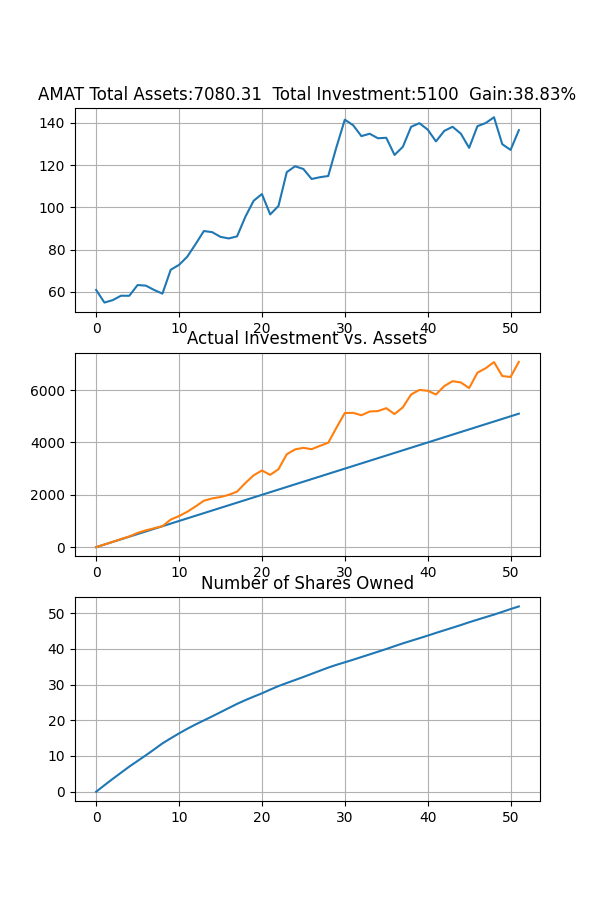 AMAT Total Assets:7080.31  Total Investment:5100  Gain:38.83%
140
120
100
80
60
0 10 20 30 40 50
Actual Investment vs. Assets
6000
4000
2000
0
0 10 20 30 40 50
Number of Shares Owned
50
40
30
20
10
0
0 10 20 30 40 50